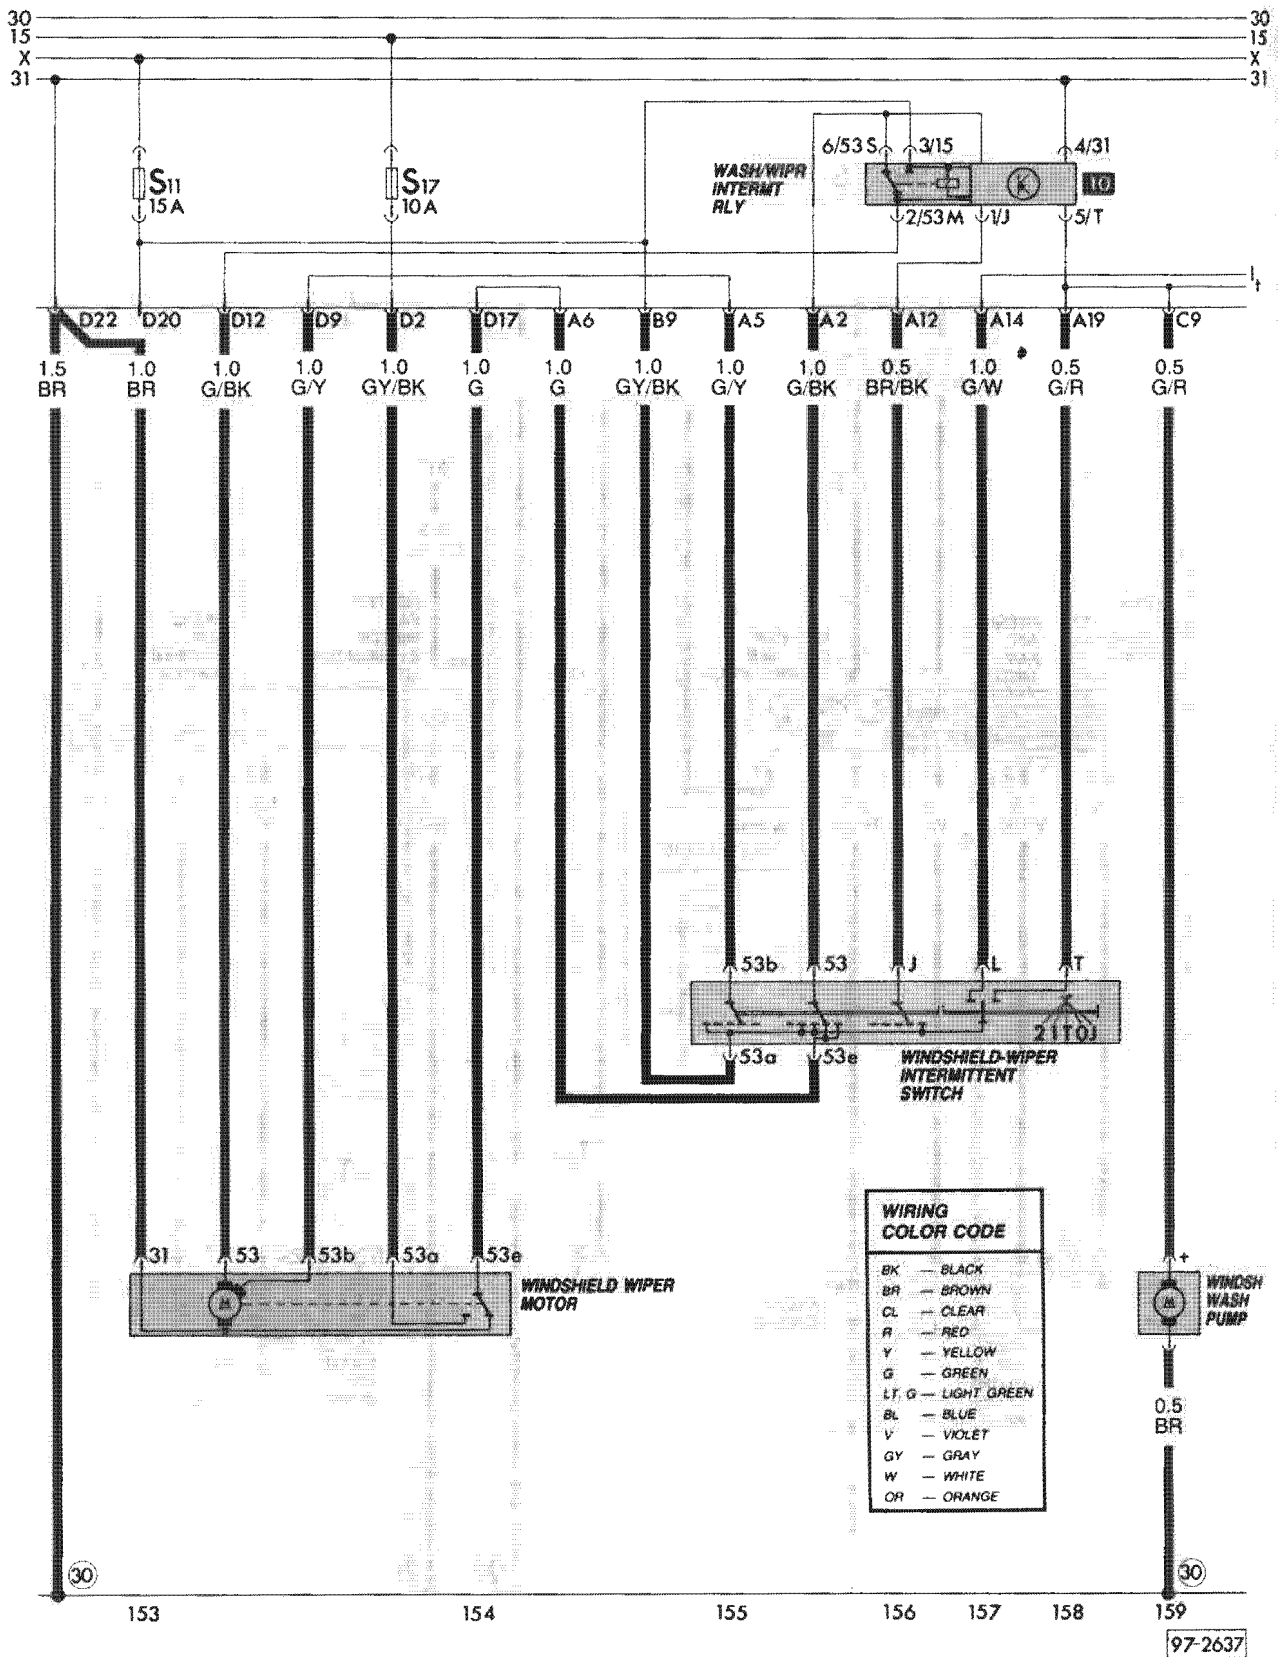 30 30
15 15
X X
31 31
6/53 S 3/15 4/31
S11
15 A
S17
10 A
WASH/WIPR
INTERMT
RLY
K
10
2/53 M 1/J 5/T
l
t
D22 D20 D12 D9 D2 D17 A6 B9 A5 A2 A12 A14 A19 C9
1.5 1.0 1.0 1.0 1.0 1.0 1.0 1.0 1.0 1.0 0.5 1.0 0.5 0.5
BR BR G/BK G/Y GY/BK G G GY/BK G/Y G/BK BR/BK G/W G/R G/R
53b 53 J L T
2 1 T 0 J
53a 53e
WINDSHIELD-WIPER
INTERMITTENT
SWITCH
31 53 53b 53a 53e
M
WINDSHIELD WIPER
MOTOR
WIRING
COLOR CODE
BK — BLACK
BR — BROWN
CL — CLEAR
R — RED
Y — YELLOW
G — GREEN
LT. G — LIGHT GREEN
BL — BLUE
V — VIOLET
GY — GRAY
W — WHITE
OR — ORANGE
+
M
WINDSH
WASH
PUMP
0.5
BR
30 30
153 154 155 156 157 158 159
97-2637